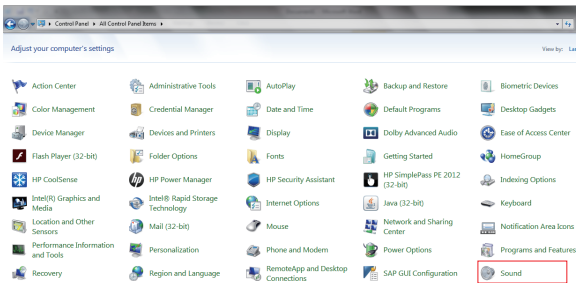 Control Panel ▸ All Control Panel Items ▸
Adjust your computer's settings
View by:
Action Center
Administrative Tools
AutoPlay
Backup and Restore
Biometric Devices
Color Management
Credential Manager
Date and Time
Default Programs
Desktop Gadgets
Device Manager
Devices and Printers
Display
Dolby Advanced Audio
Ease of Access Center
Flash Player (32-bit)
Folder Options
Fonts
Getting Started
HomeGroup
HP CoolSense
HP Power Manager
HP Security Assistant
HP SimplePass PE 2012
(32-bit)
Indexing Options
Intel(R) Graphics and
Media
Intel® Rapid Storage
Technology
Internet Options
Java (32-bit)
Keyboard
Location and Other
Sensors
Mail (32-bit)
Mouse
Network and Sharing
Center
Notification Area Icons
Performance Information
and Tools
Personalization
Phone and Modem
Power Options
Programs and Features
Recovery
Region and Language
RemoteApp and Desktop
Connections
SAP GUI Configuration
Sound